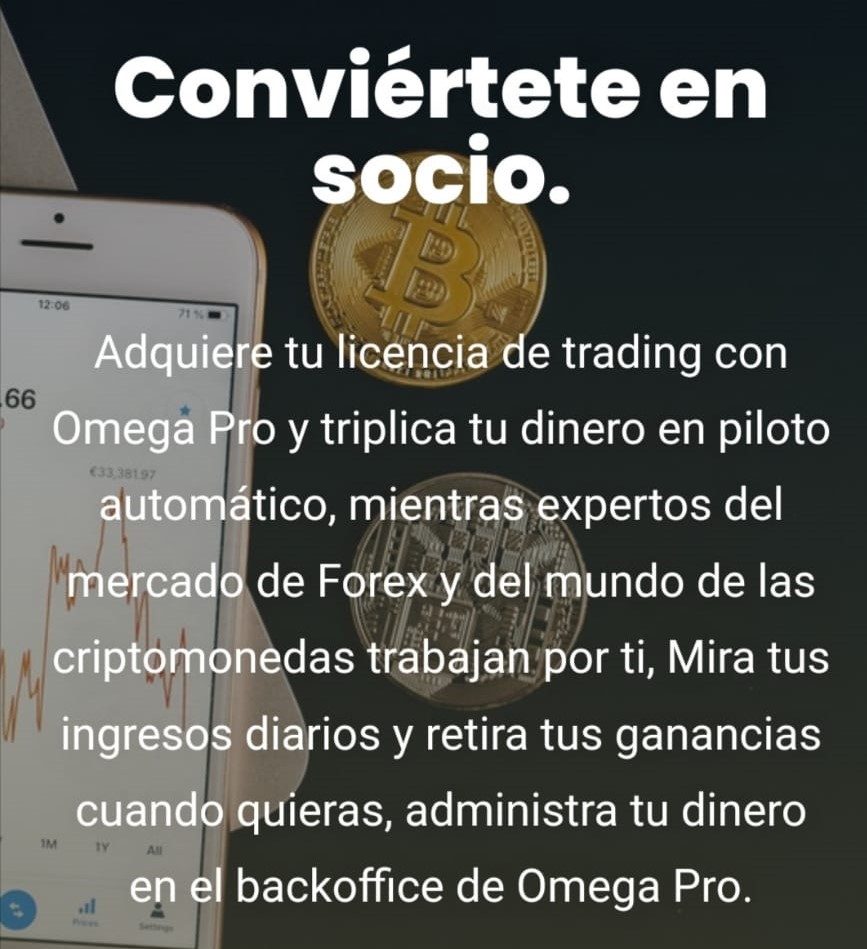 Conviértete en
socio.
12:06
71 %
.66
€33,381.97
Adquiere tu licencia de trading con
Omega Pro y triplica tu dinero en piloto
automático, mientras expertos del
mercado de Forex y del mundo de las
criptomonedas trabajan por ti, Mira tus
ingresos diarios y retira tus ganancias
cuando quieras, administra tu dinero
en el backoffice de Omega Pro.
1M 1Y All
Prices Settings